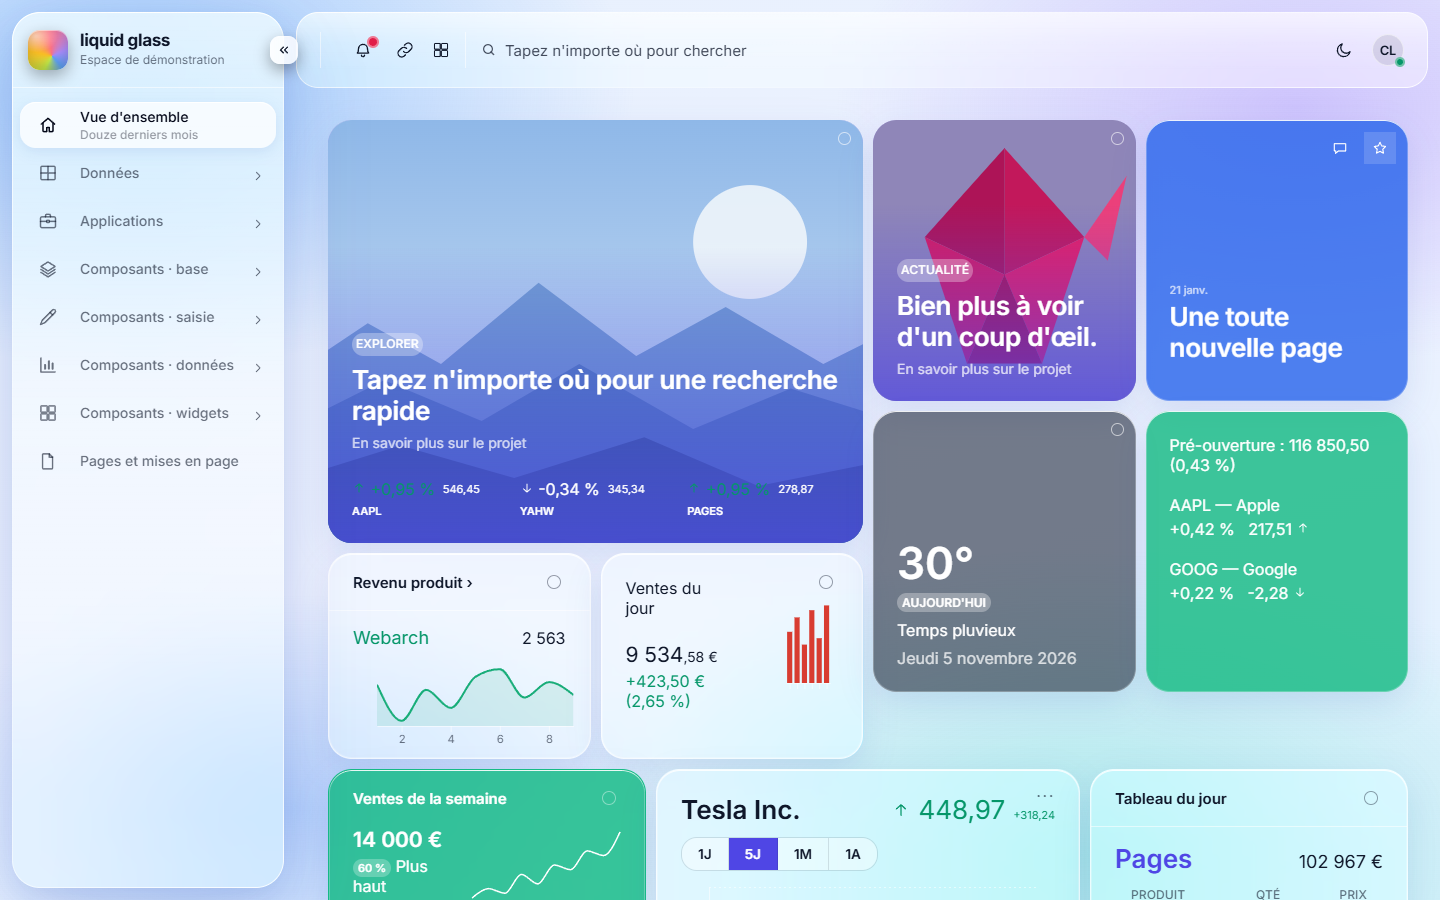 liquid glass
Espace de démonstration
Tapez n'importe où pour chercher
CL
Vue d'ensemble
Douze derniers mois
Données
Applications
Composants · base
Composants · saisie
Composants · données
Composants · widgets
Pages et mises en page
EXPLORER
Tapez n'importe où pour une recherche
rapide
En savoir plus sur le projet
+0,95 % 546,45
AAPL
-0,34 % 345,34
YAHW
+0,95 % 278,87
PAGES
ACTUALITÉ
Bien plus à voir
d'un coup d'œil.
En savoir plus sur le projet
21 janv.
Une toute
nouvelle page
30°
AUJOURD'HUI
Temps pluvieux
Jeudi 5 novembre 2026
Pré-ouverture : 116 850,50
(0,43 %)
AAPL — Apple
+0,42 % 217,51 ↑
GOOG — Google
+0,22 % -2,28 ↓
Revenu produit ›
Webarch 2 563
2 4 6 8
Ventes du
jour
9 534,58 €
+423,50 €
(2,65 %)
Ventes de la semaine
14 000 €
60 % Plus
haut
Tesla Inc.
↑ 448,97 +318,24
1J 5J 1M 1A
Tableau du jour
Pages 102 967 €
PRODUIT QTÉ PRIX